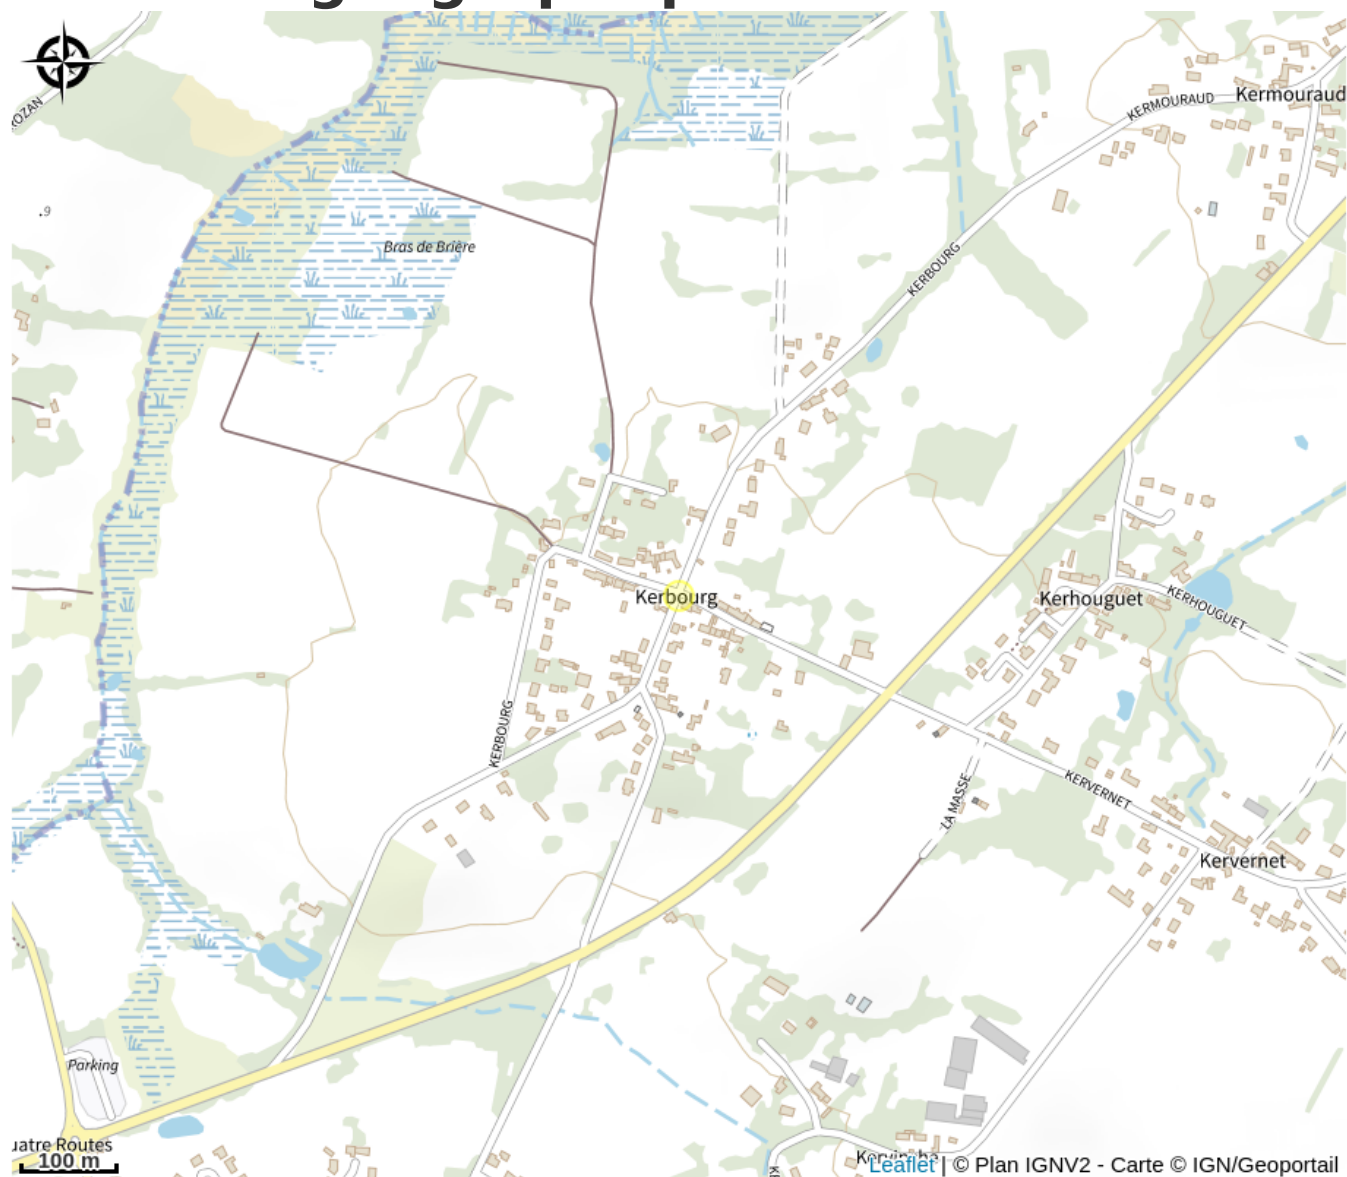 KERMOURAUD
Kermouraud
.9
Bras de Brière
KERBOURG
Kerbourg
Kerhouguet
KERHOUGUET
KERBOURG
LA MASSE
KERVERNET
Kervernet
Parking
uatre Routes
100 m
Leaflet | © Plan IGNV2 - Carte © IGN/Geoportail